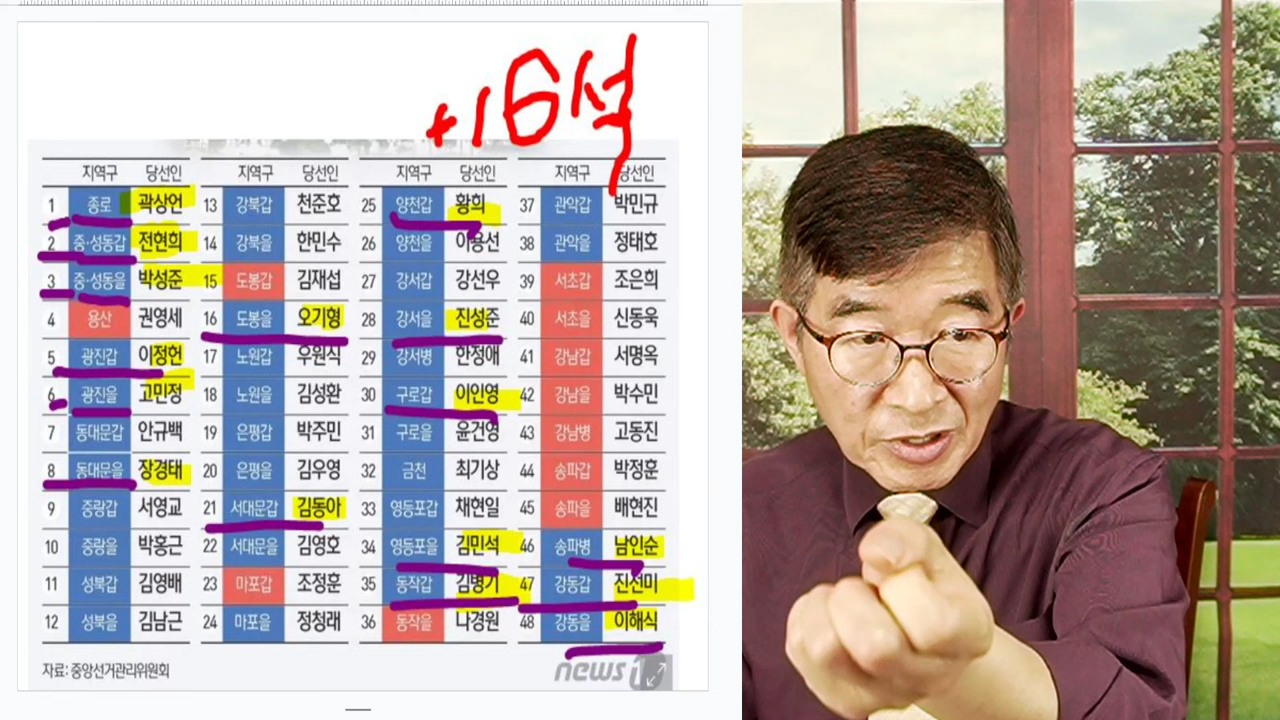 +16석
지역구 당선인 지역구 당선인 지역구 당선인 지역구 당선인
1 종로 곽상언 13 강북갑 천준호 25 양천갑 황희 37 관악갑 박민규
2 중·성동갑 전현희 14 강북을 한민수 26 양천을 이용선 38 관악을 정태호
3 중·성동을 박성준 15 도봉갑 김재섭 27 강서갑 강선우 39 서초갑 조은희
4 용산 권영세 16 도봉을 오기형 28 강서을 진성준 40 서초을 신동욱
5 광진갑 이정헌 17 노원갑 우원식 29 강서병 한정애 41 강남갑 서명옥
6 광진을 고민정 18 노원을 김성환 30 구로갑 이인영 42 강남을 박수민
7 동대문갑 안규백 19 은평갑 박주민 31 구로을 윤건영 43 강남병 고동진
8 동대문을 장경태 20 은평을 김우영 32 금천 최기상 44 송파갑 박정훈
9 중랑갑 서영교 21 서대문갑 김동아 33 영등포갑 채현일 45 송파을 배현진
10 중랑을 박홍근 22 서대문을 김영호 34 영등포을 김민석 46 송파병 남인순
11 성북갑 김영배 23 마포갑 조정훈 35 동작갑 김병기 47 강동갑 진선미
12 성북을 김남근 24 마포을 정청래 36 동작을 나경원 48 강동을 이해식
자료: 중앙선거관리위원회
news1